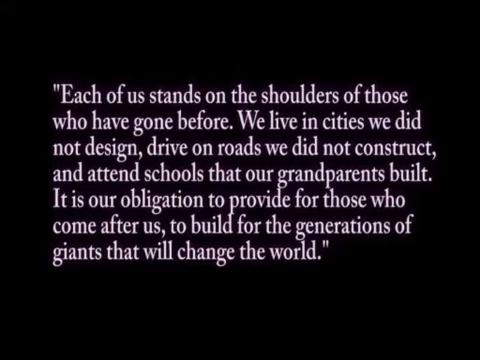 "Each of us stands on the shoulders of those
who have gone before. We live in cities we did
not design, drive on roads we did not construct,
and attend schools that our grandparents built.
It is our obligation to provide for those who
come after us, to build for the generations of
giants that will change the world."